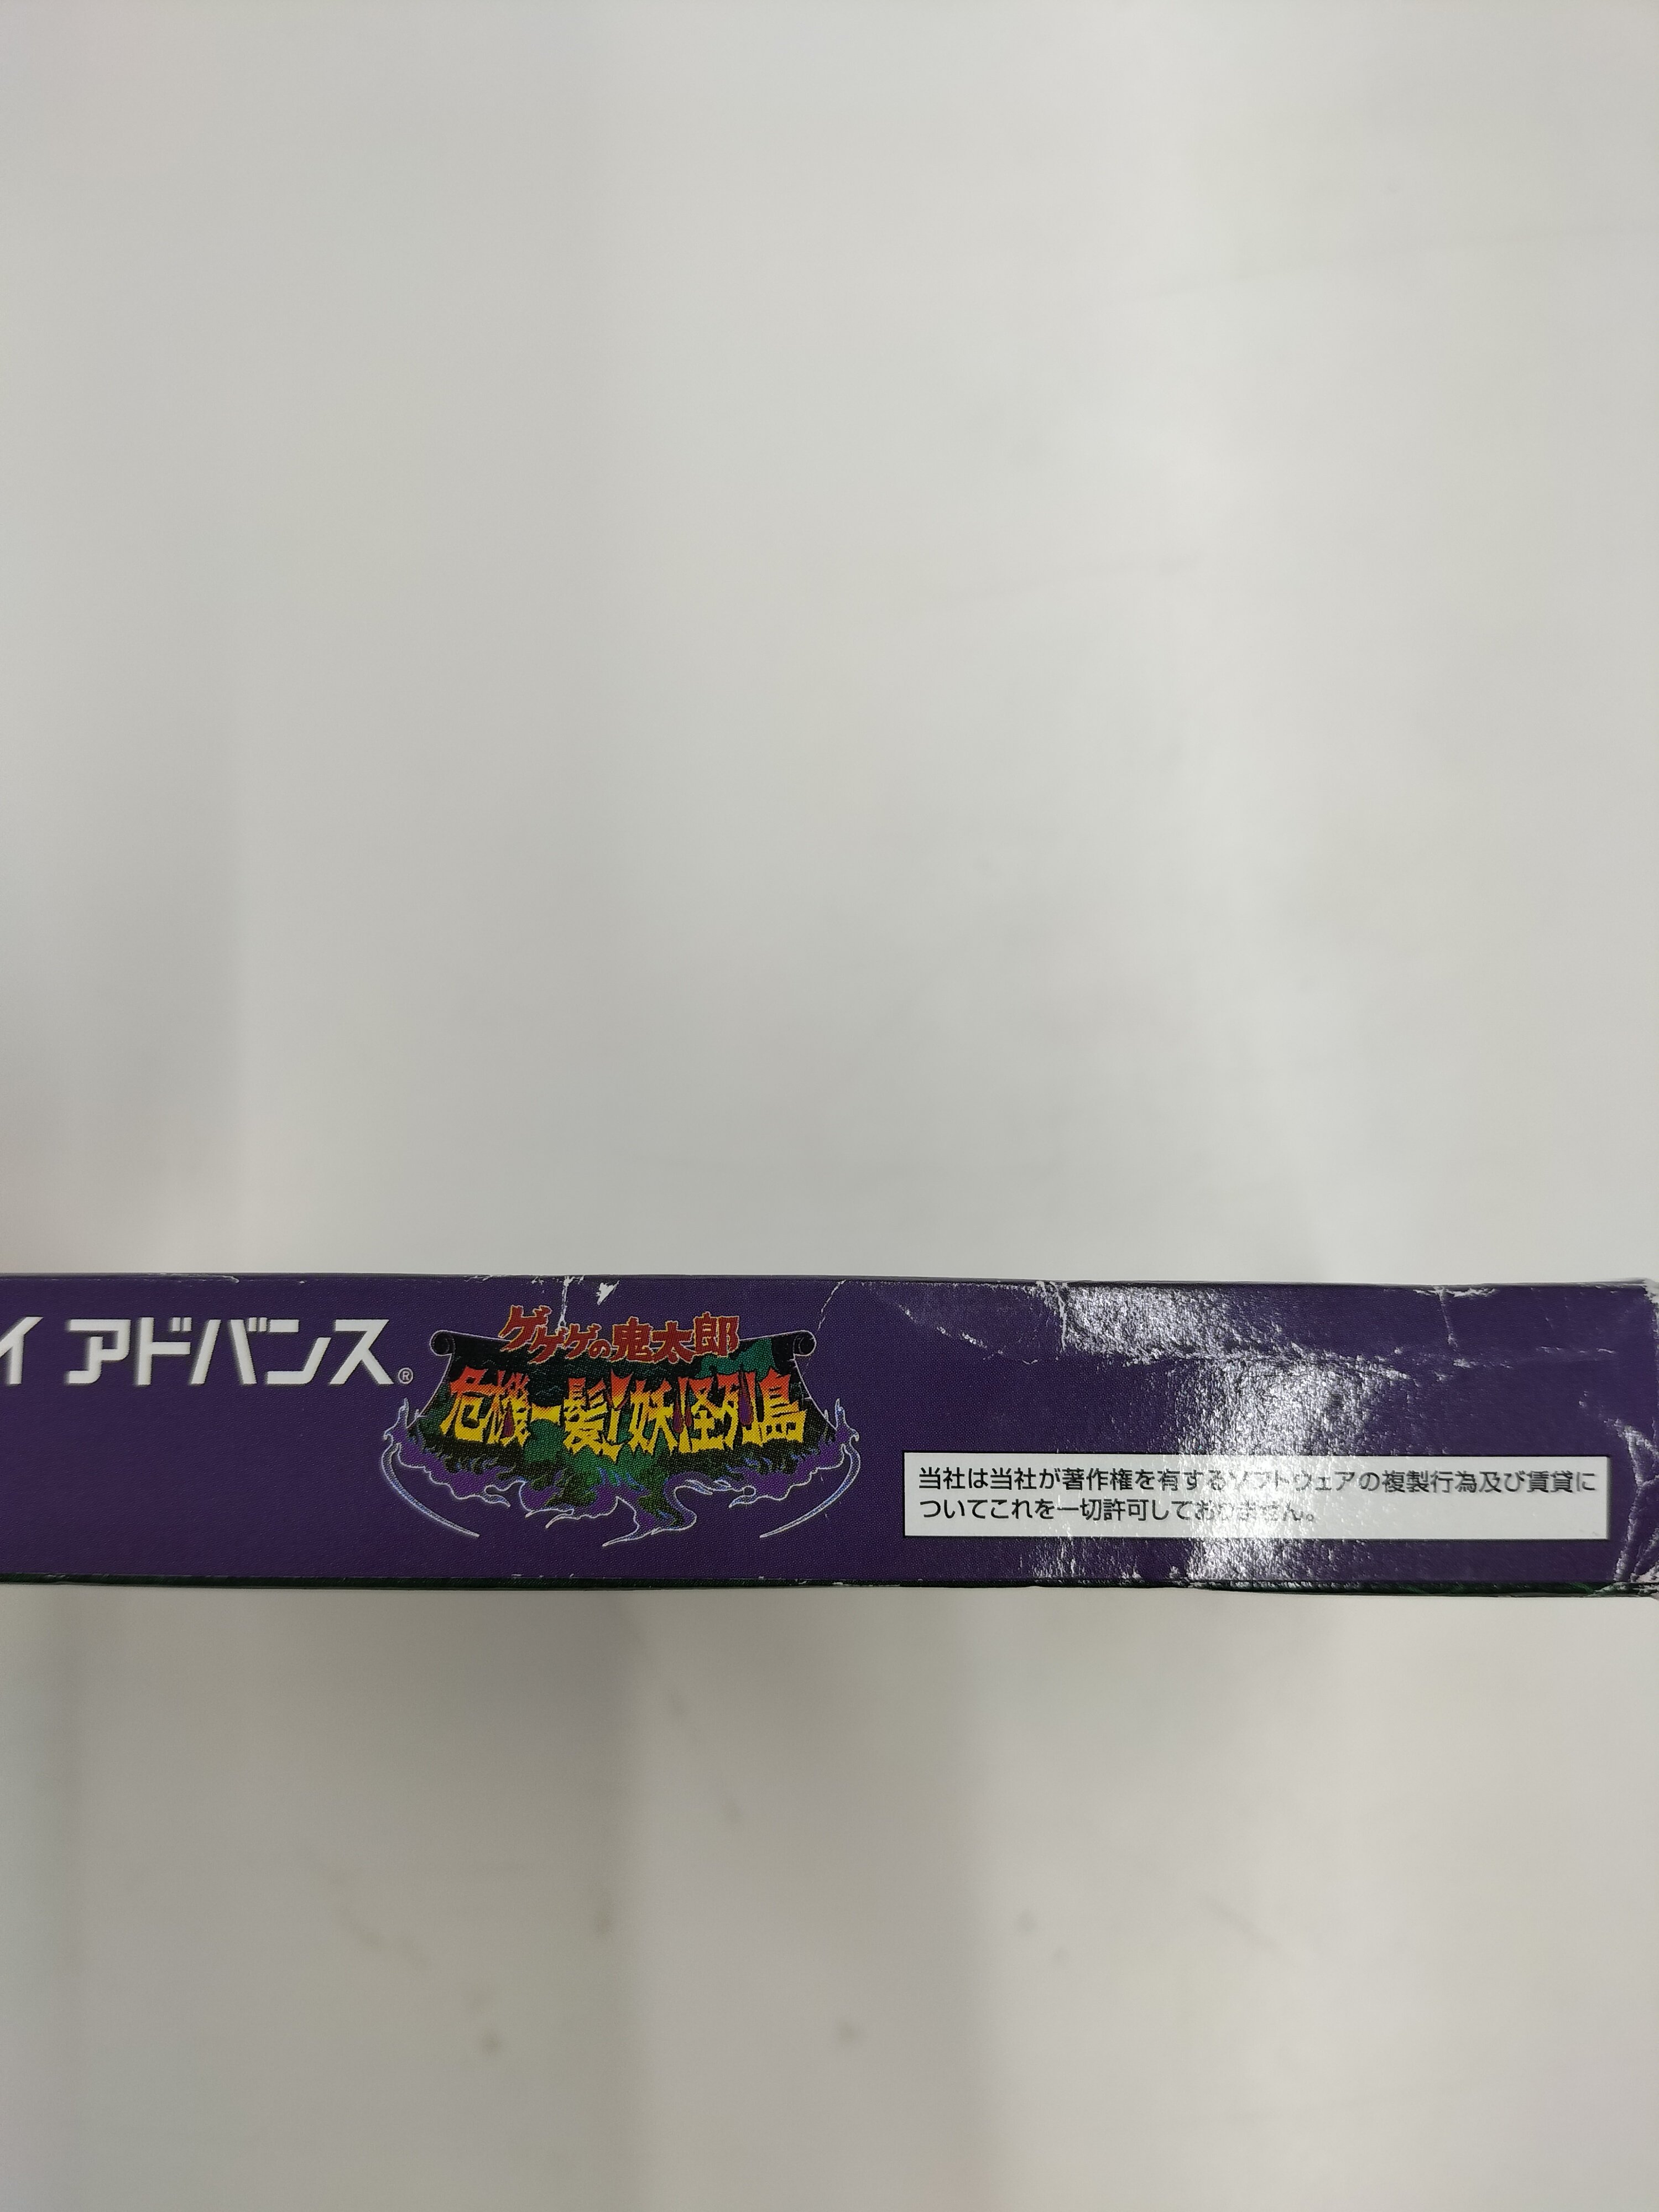 イ アドバンス®
ゲゲゲの鬼太郎
危機一髪!妖怪列島
当社は当社が著作権を有するソフトウェアの複製行為及び賃貸に
ついてこれを一切許可しておりません。